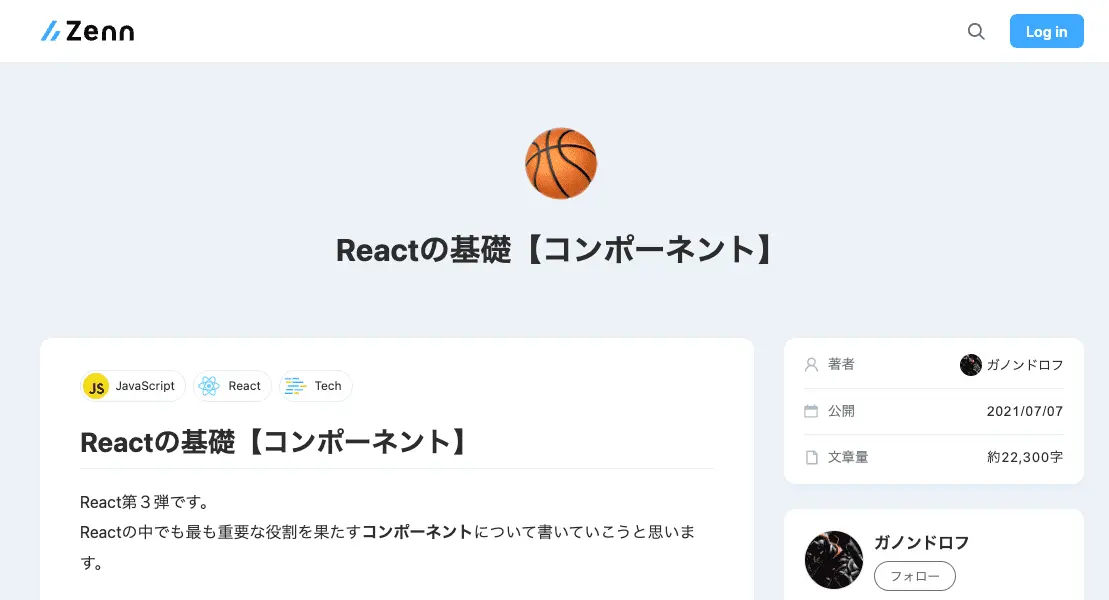 Zenn
Log in
Reactの基礎【コンポーネント】
JS JavaScript React Tech
Reactの基礎【コンポーネント】
React第３弾です。
Reactの中でも最も重要な役割を果たすコンポーネントについて書いていこうと思いま
す。
著者 ガノンドロフ
公開 2021/07/07
文章量 約22,300字
ガノンドロフ
フォロー